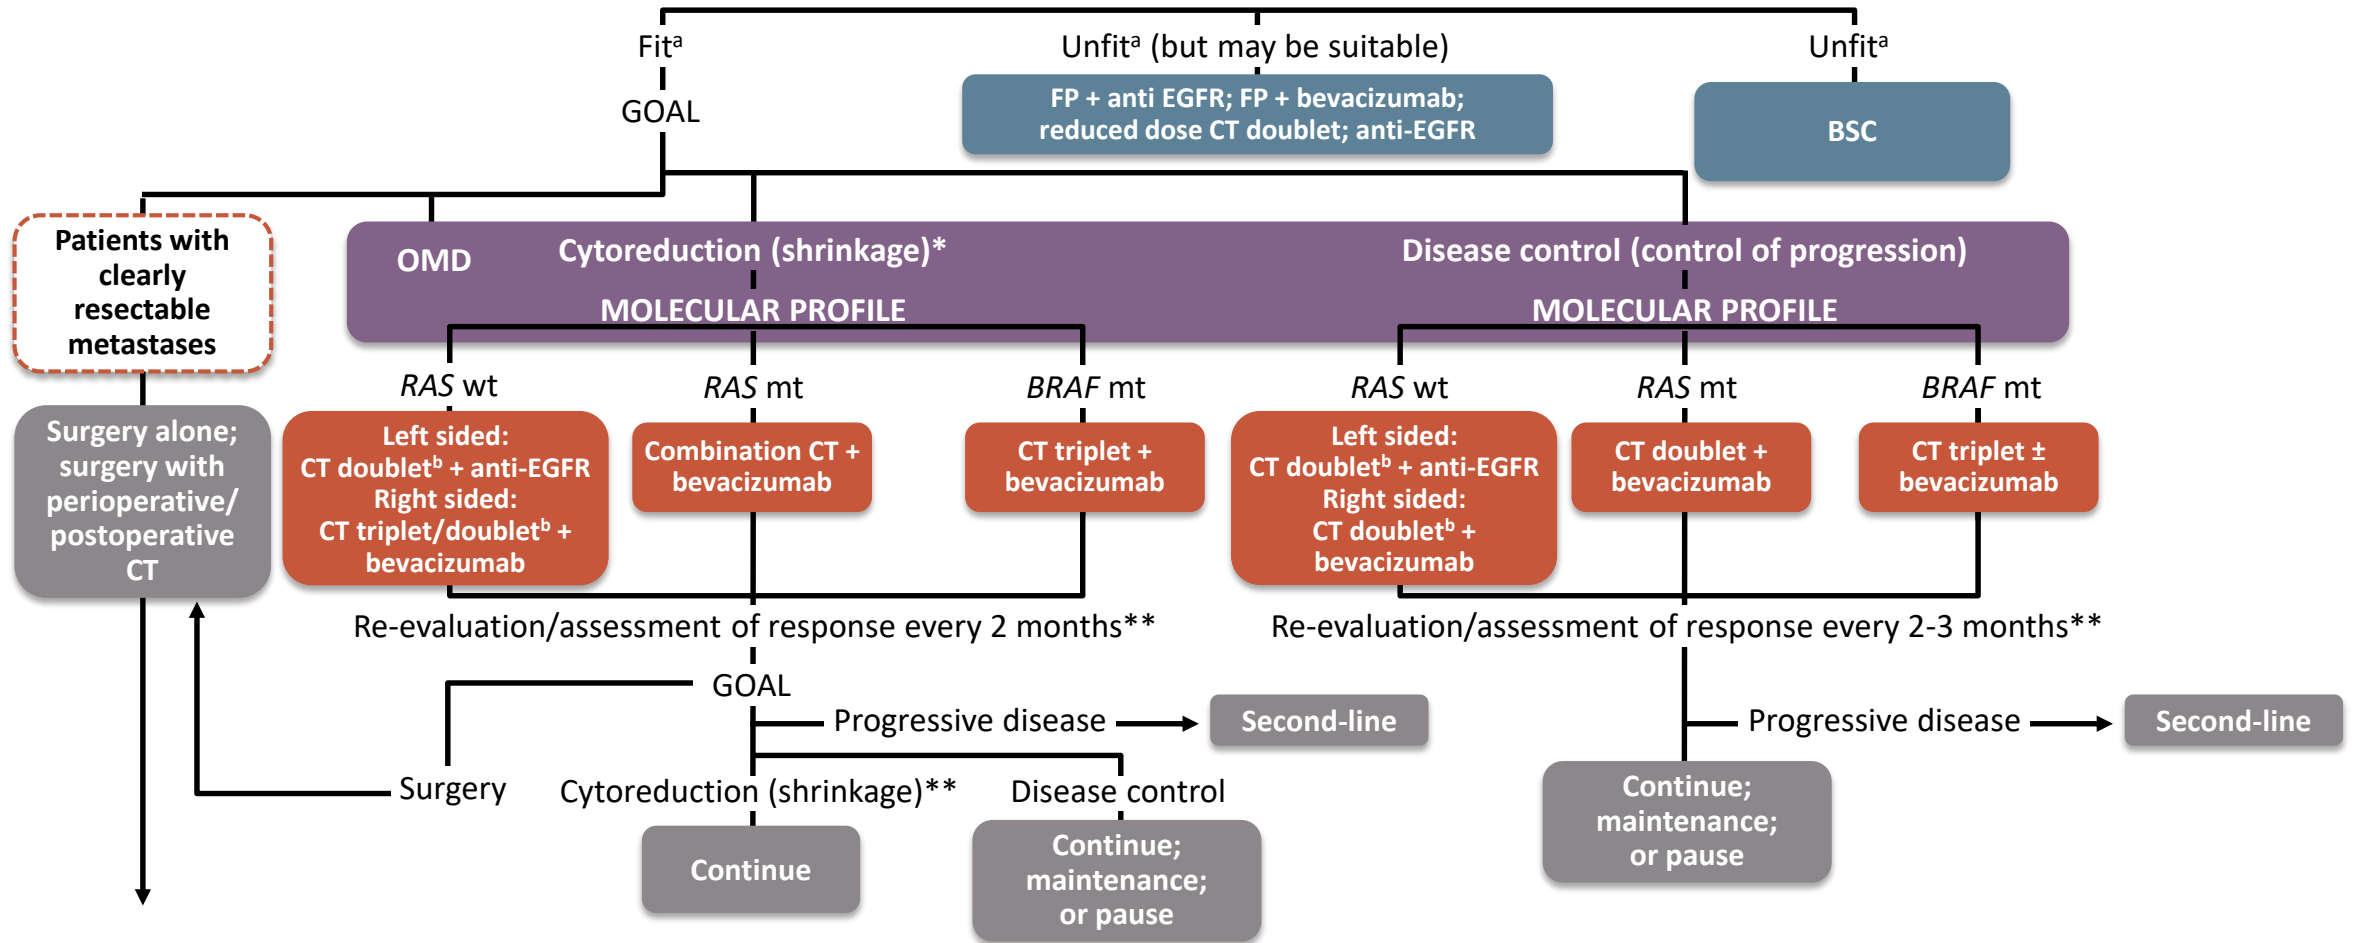 Fitᵃ
Unfitᵃ (but may be suitable)
Unfitᵃ
GOAL
FP + anti EGFR; FP + bevacizumab;
reduced dose CT doublet; anti-EGFR
BSC
Patients with
clearly
resectable
metastases
OMD
Cytoreduction (shrinkage)*
Disease control (control of progression)
MOLECULAR PROFILE
MOLECULAR PROFILE
RAS wt
RAS mt
BRAF mt
RAS wt
RAS mt
BRAF mt
Surgery alone;
surgery with
perioperative/
postoperative
CT
Left sided:
CT doubletᵇ + anti-EGFR
Right sided:
CT triplet/doubletᵇ +
bevacizumab
Combination CT +
bevacizumab
CT triplet +
bevacizumab
Left sided:
CT doubletᵇ + anti-EGFR
Right sided:
CT doubletᵇ +
bevacizumab
CT doublet +
bevacizumab
CT triplet ±
bevacizumab
Re-evaluation/assessment of response every 2 months**
Re-evaluation/assessment of response every 2-3 months**
GOAL
Progressive disease
Second-line
Progressive disease
Second-line
Surgery
Cytoreduction (shrinkage)**
Disease control
Continue
Continue;
maintenance;
or pause
Continue;
maintenance;
or pause